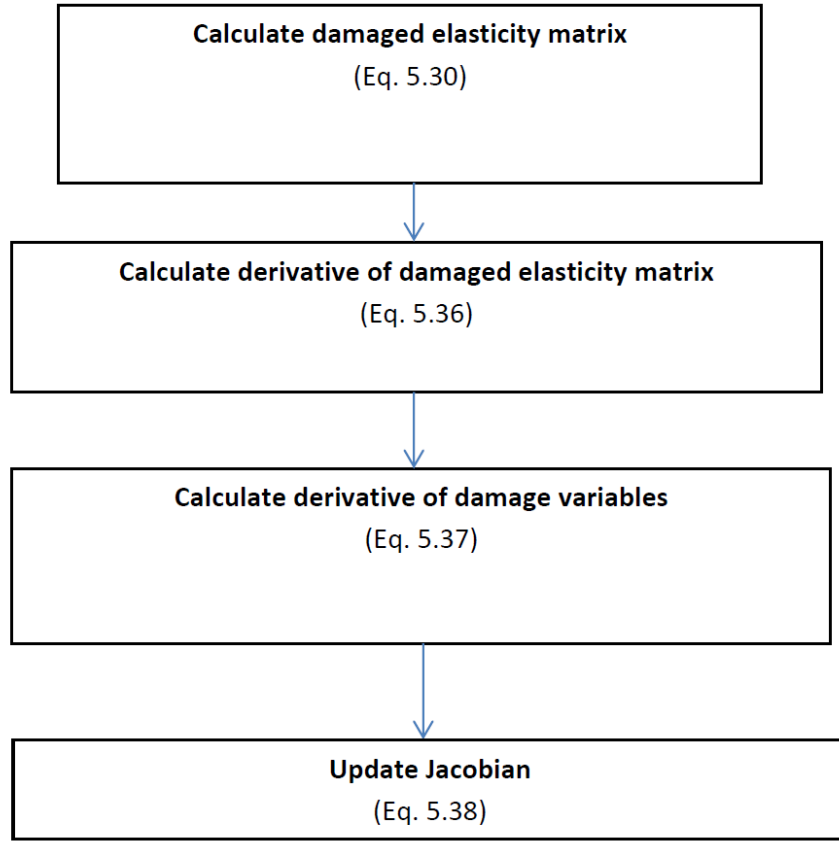 Calculate damaged elasticity matrix
(Eq. 5.30)
Calculate derivative of damaged elasticity matrix
(Eq. 5.36)
Calculate derivative of damage variables
(Eq. 5.37)
Update Jacobian
(Eq. 5.38)